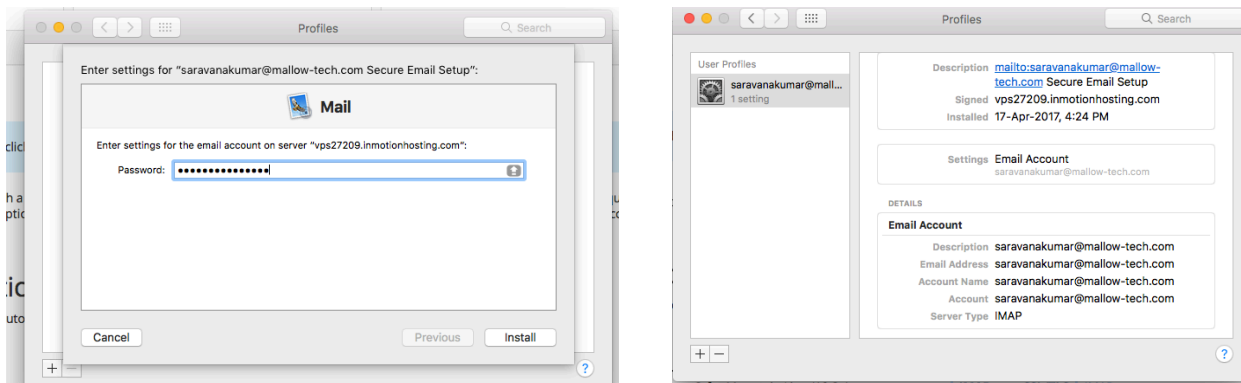 Profiles
Search
Enter settings for “saravanakumar@mallow-tech.com Secure Email Setup”:
Mail
Enter settings for the email account on server “vps27209.inmotionhosting.com”:
Password: •••••••••••••••
Cancel
Previous
Install
Profiles
Search
User Profiles
saravanakumar@mall...
1 setting
Description mailto:saravanakumar@mallow-
tech.com Secure Email Setup
Signed vps27209.inmotionhosting.com
Installed 17-Apr-2017, 4:24 PM
Settings Email Account
saravanakumar@mallow-tech.com
DETAILS
Email Account
Description saravanakumar@mallow-tech.com
Email Address saravanakumar@mallow-tech.com
Account Name saravanakumar@mallow-tech.com
Account saravanakumar@mallow-tech.com
Server Type IMAP